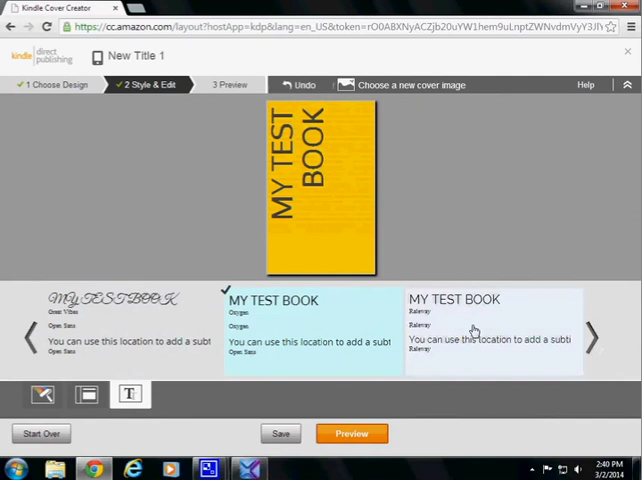 Kindle Cover Creator
https://cc.amazon.com/layout?hostApp=kdp&lang=en_US&token=
kindle direct publishing
New Title 1
1 Choose Design
2 Style & Edit
3 Preview
Undo
Choose a new cover image
Help
MY TEST
BOOK
MY TEST BOOK
Great Vibes
Open Sans
You can use this location to add a subt
Open Sans
MY TEST BOOK
Oxygen
Oxygen
You can use this location to add a subt
Open Sans
MY TEST BOOK
Raleway
Raleway
You can use this location to add a subti
Raleway
T
Start Over
Save
Preview
2:40 PM
3/2/2014